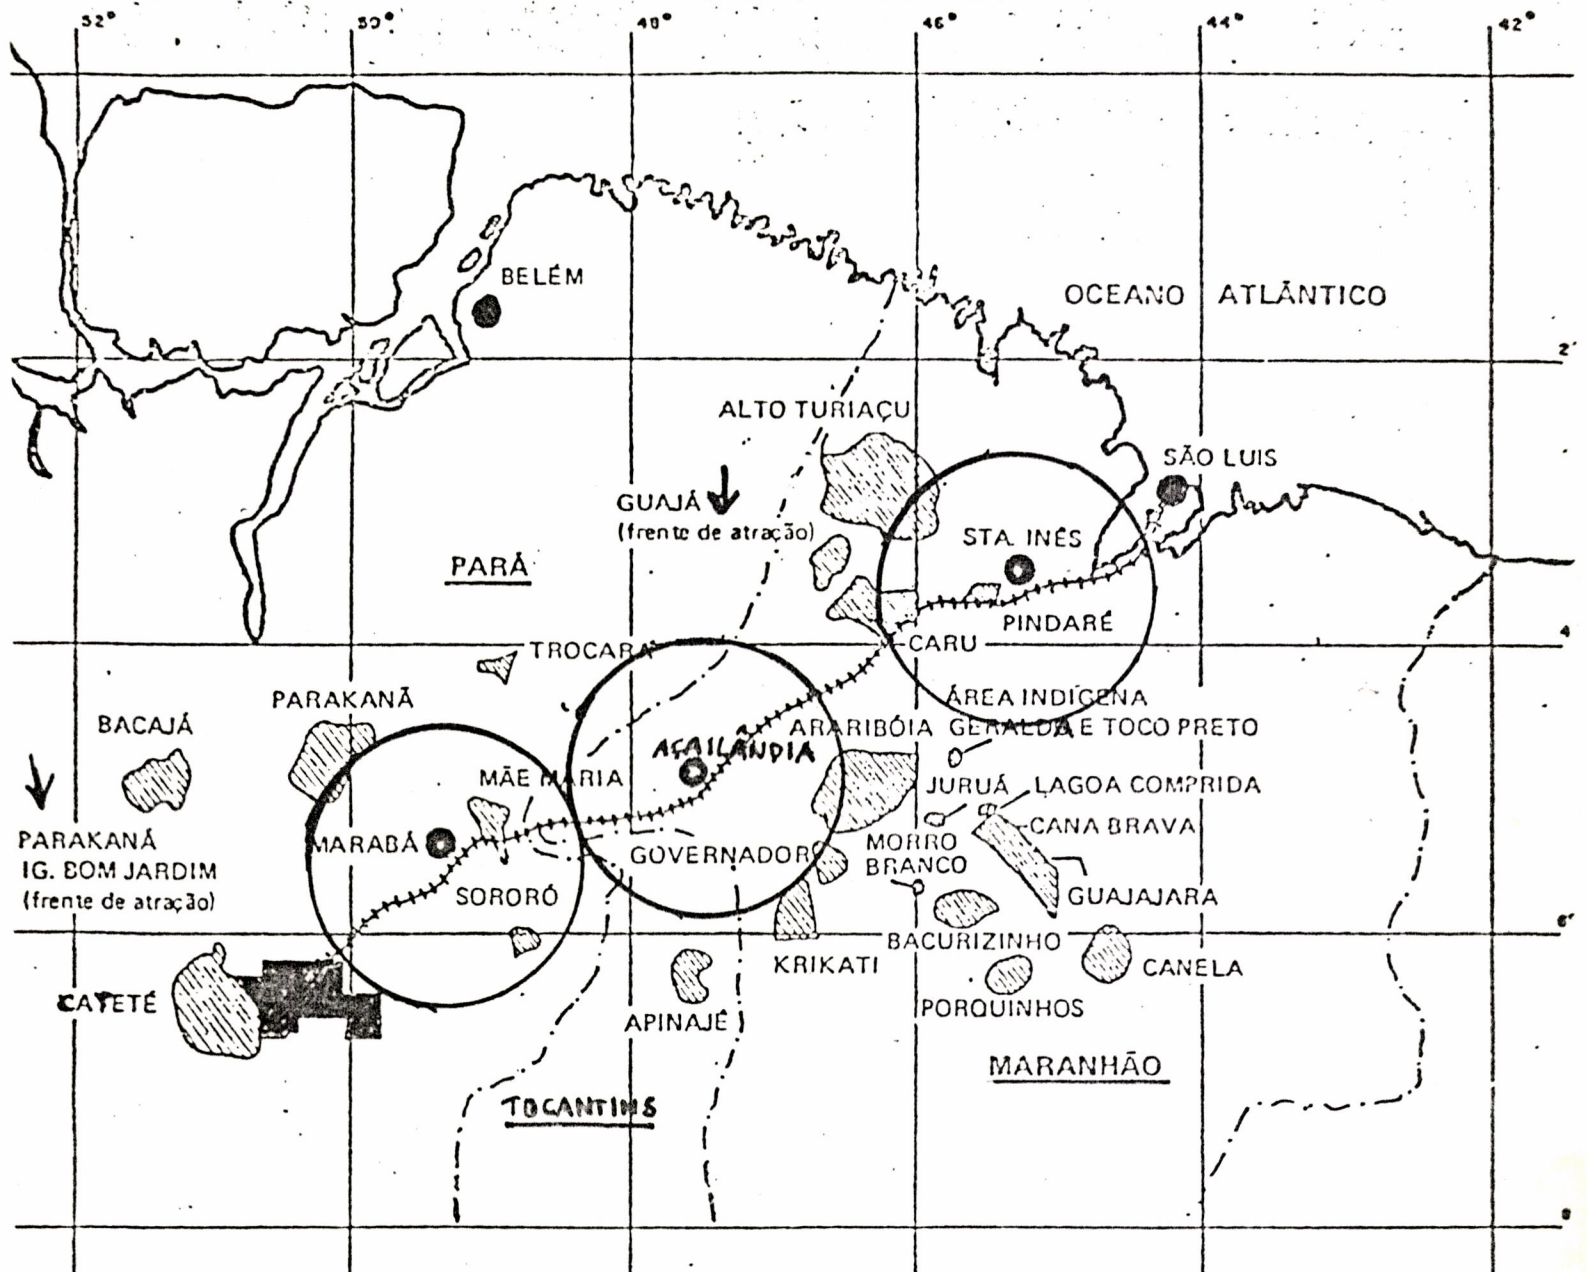 52°
50°
48°
46°
44°
42°
BELÉM
OCEANO ATLÂNTICO
2°
ALTO TURIAÇU
SÃO LUIS
GUAJÁ
(frente de atração)
STA. INÊS
PARÁ
PINDARÉ
TROCARÁ
CARU
4
PARAKANÃ
ÁREA INDÍGENA
BACAJÁ
ARARIBÓIA
GERALDA E TOCO PRETO
AÇAILÂNDIA
MÃE MARIA
JURUÁ
LAGOA COMPRIDA
PARAKANÁ
IG. BOM JARDIM
(frente de atração)
MARABÁ
GOVERNADOR
MORRO
BRANCO
CANA BRAVA
SORORÓ
GUAJAJARA
6°
BACURIZINHO
KRIKATI
CANELA
CATETÉ
APINAJÉ
PORQUINHOS
MARANHÃO
TOCANTINS
8°